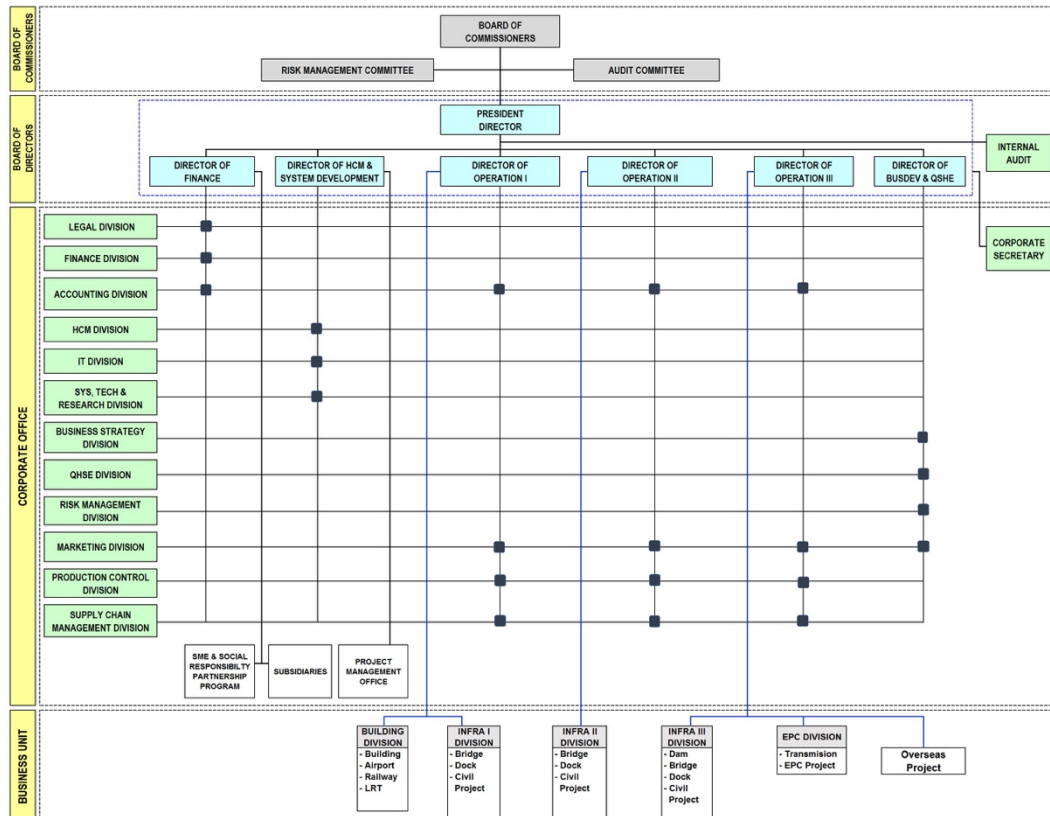 BOARD OF
COMMISSIONERS
BOARD OF
COMMISSIONERS
RISK MANAGEMENT COMMITTEE
AUDIT COMMITTEE
BOARD OF
DIRECTORS
PRESIDENT
DIRECTOR
INTERNAL
AUDIT
DIRECTOR OF
FINANCE
DIRECTOR OF HCM &
SYSTEM DEVELOPMENT
DIRECTOR OF
OPERATION I
DIRECTOR OF
OPERATION II
DIRECTOR OF
OPERATION III
DIRECTOR OF
BUSDEV & QSHE
CORPORATE OFFICE
LEGAL DIVISION
CORPORATE
SECRETARY
FINANCE DIVISION
ACCOUNTING DIVISION
HCM DIVISION
IT DIVISION
SYS, TECH &
RESEARCH DIVISION
BUSINESS STRATEGY
DIVISION
QHSE DIVISION
RISK MANAGEMENT
DIVISION
MARKETING DIVISION
PRODUCTION CONTROL
DIVISION
SUPPLY CHAIN
MANAGEMENT DIVISION
SME & SOCIAL
RESPONSIBILTY
PARTNERSHIP
PROGRAM
SUBSIDIARIES
PROJECT
MANAGEMENT
OFFICE
BUSINESS UNIT
BUILDING
DIVISION
- Building
- Airport
- Railway
- LRT
INFRA I
DIVISION
- Bridge
- Dock
- Civil
Project
INFRA II
DIVISION
- Bridge
- Dock
- Civil
Project
INFRA III
DIVISION
- Dam
- Bridge
- Dock
- Civil
Project
EPC DIVISION
- Transmision
- EPC Project
Overseas
Project